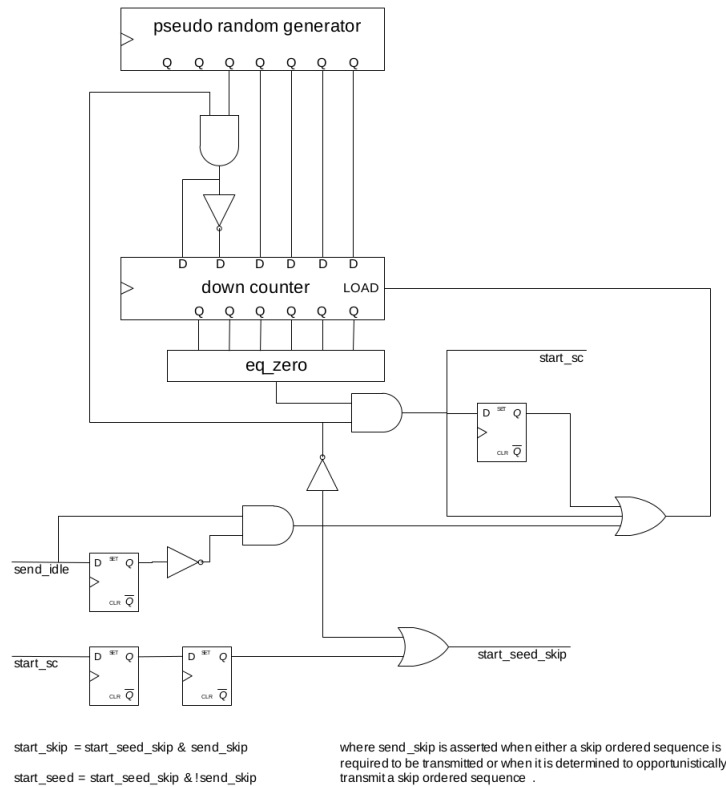 pseudo random generator
Q Q Q Q Q Q Q
D D D D D D
down counter LOAD
Q Q Q Q Q Q
eq_zero
start_sc
D SET Q
CLR Q
send_idle
D SET Q
CLR Q
start_sc
D SET Q
CLR Q
D SET Q
CLR Q
start_seed_skip
start_skip = start_seed_skip & send_skip
start_seed = start_seed_skip & !send_skip
where send_skip is asserted when either a skip ordered sequence is
required to be transmitted or when it is determined to opportunistically
transmit a skip ordered sequence .